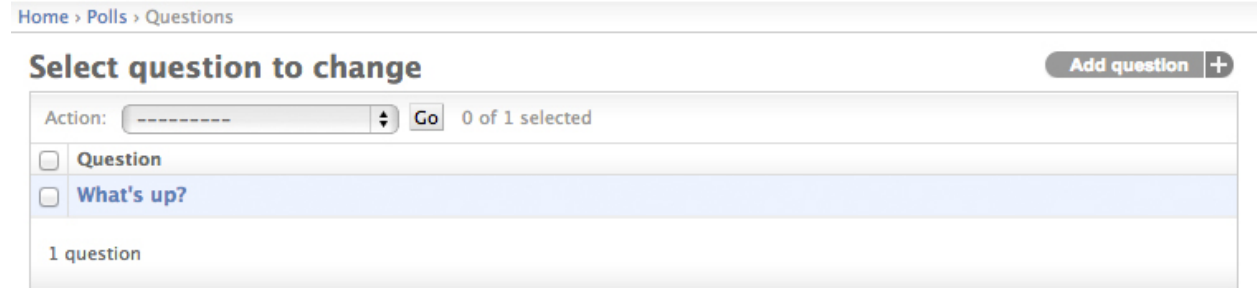 Home › Polls › Questions
Select question to change
Add question +
Action: --------- Go 0 of 1 selected
Question
What's up?
1 question